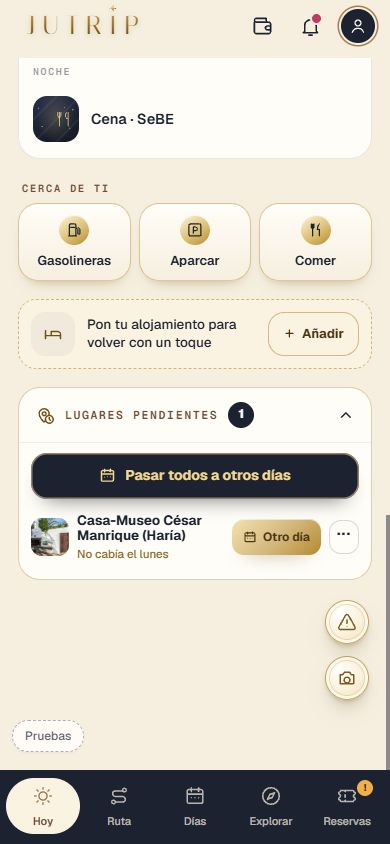 JUTRIP
NOCHE
Cena · SeBE
CERCA DE TI
Gasolineras
P
Aparcar
Comer
Pon tu alojamiento para
volver con un toque
+ Añadir
LUGARES PENDIENTES 1
Pasar todos a otros días
Casa-Museo César
Manrique (Haría)
No cabía el lunes
Otro día
...
Pruebas
!
Hoy
Ruta
Días
Explorar
Reservas